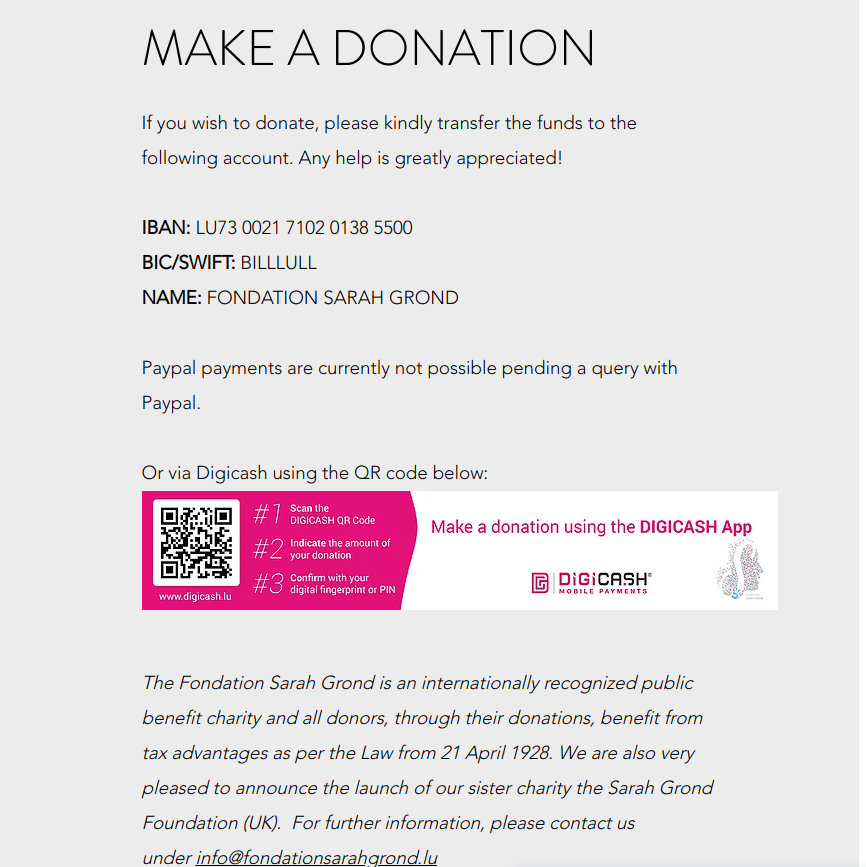 MAKE A DONATION
If you wish to donate, please kindly transfer the funds to the
following account. Any help is greatly appreciated!
IBAN: LU73 0021 7102 0138 5500
BIC/SWIFT: BILLLULL
NAME: FONDATION SARAH GROND
Paypal payments are currently not possible pending a query with
Paypal.
Or via Digicash using the QR code below:
#1 Scan the
DIGICASH QR Code
#2 Indicate the amount of
your donation
#3 Confirm with your
digital fingerprint or PIN
www.digicash.lu
Make a donation using the DIGICASH App
DIGICASH®
MOBILE PAYMENTS
The Fondation Sarah Grond is an internationally recognized public
benefit charity and all donors, through their donations, benefit from
tax advantages as per the Law from 21 April 1928. We are also very
pleased to announce the launch of our sister charity the Sarah Grond
Foundation (UK).  For further information, please contact us
under info@fondationsarahgrond.lu